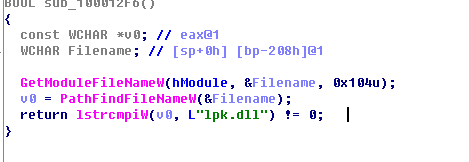 BOOL sub_100012F6()
{
const WCHAR *v0; // eax@1
WCHAR Filename; // [sp+0h] [bp-208h]@1
GetModuleFileNameW(hModule, &Filename, 0x104u);
v0 = PathFindFileNameW(&Filename);
return lstrcmpiW(v0, L"lpk.dll") != 0;
}